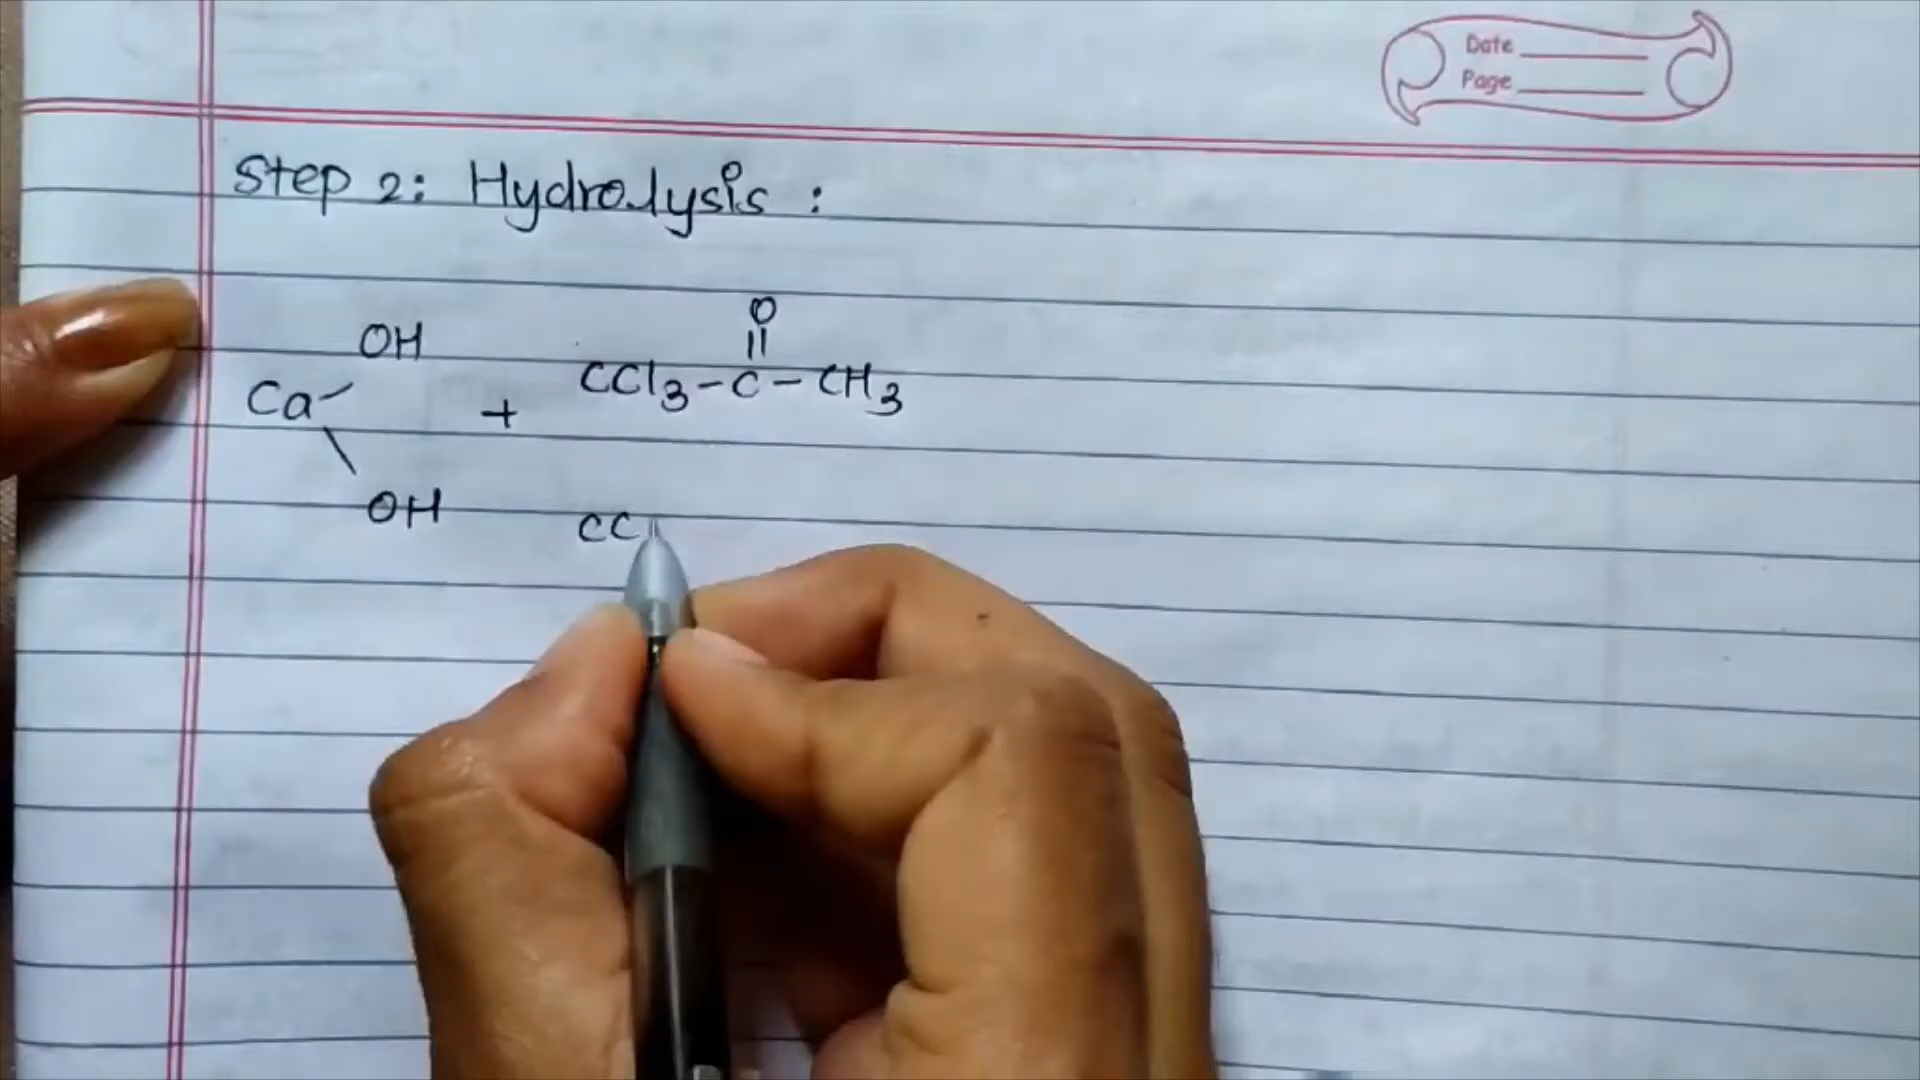 Date
Page
Step 2: Hydrolysis :
O
OH
CCl3-C-CH3
Ca
+
OH
CC